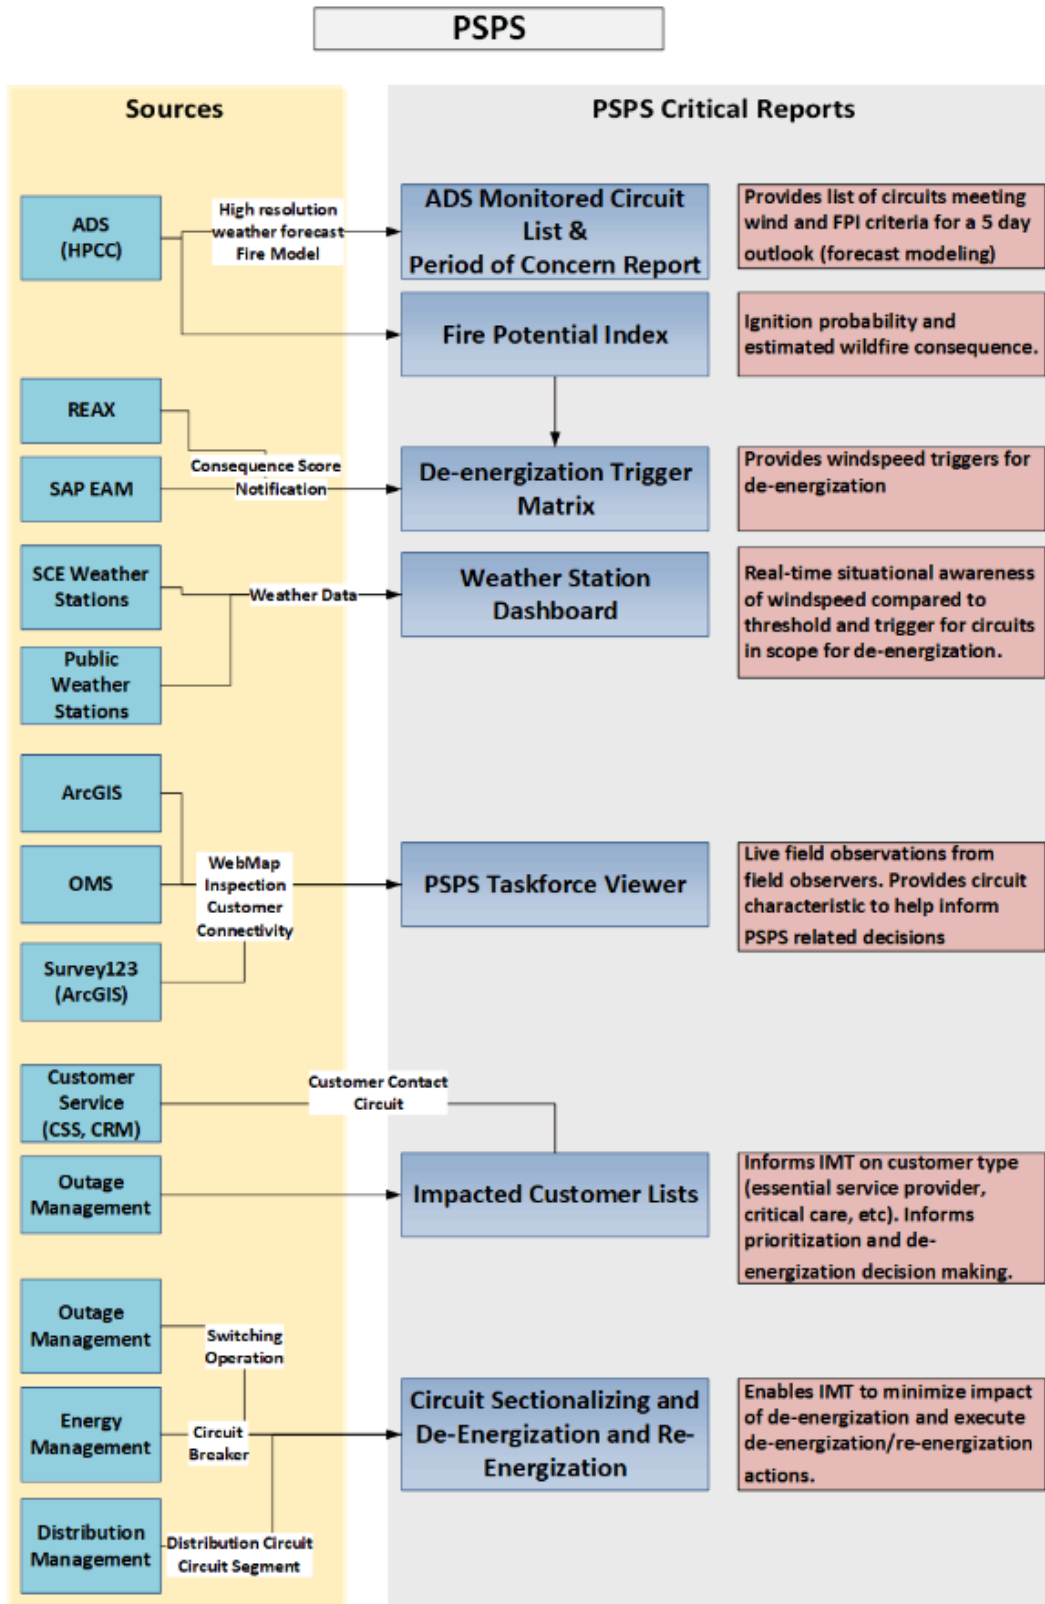 PSPS
Sources
PSPS Critical Reports
ADS
(HPCC)
High resolution
weather forecast
Fire Model
ADS Monitored Circuit
List &
Period of Concern Report
Provides list of circuits meeting
wind and FPI criteria for a 5 day
outlook (forecast modeling)
Fire Potential Index
Ignition probability and
estimated wildfire consequence.
REAX
SAP EAM
Consequence Score
Notification
De-energization Trigger
Matrix
Provides windspeed triggers for
de-energization
SCE Weather
Stations
Public
Weather
Stations
Weather Data
Weather Station
Dashboard
Real-time situational awareness
of windspeed compared to
threshold and trigger for circuits
in scope for de-energization.
ArcGIS
OMS
Survey123
(ArcGIS)
WebMap
Inspection
Customer
Connectivity
PSPS Taskforce Viewer
Live field observations from
field observers. Provides circuit
characteristic to help inform
PSPS related decisions
Customer
Service
(CSS, CRM)
Customer Contact
Circuit
Outage
Management
Impacted Customer Lists
Informs IMT on customer type
(essential service provider,
critical care, etc). Informs
prioritization and de-
energization decision making.
Outage
Management
Switching
Operation
Energy
Management
Circuit
Breaker
Distribution
Management
Distribution Circuit
Circuit Segment
Circuit Sectionalizing and
De-Energization and Re-
Energization
Enables IMT to minimize impact
of de-energization and execute
de-energization/re-energization
actions.